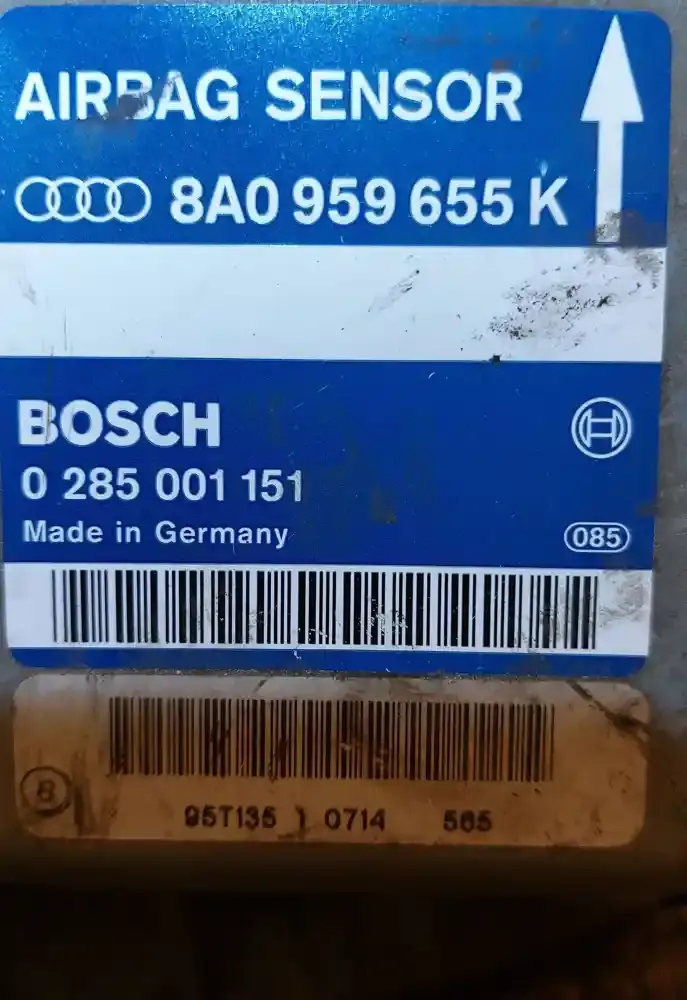 AIRBAG SENSOR
8A0 959 655 K
BOSCH
0 285 001 151
Made in Germany
085
B
95T135 1 0714 565